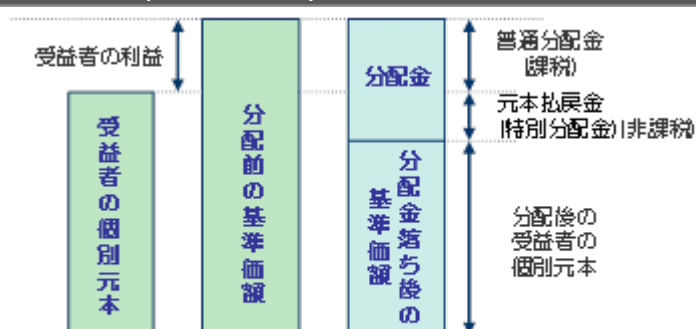 受益者の利益
受益者の個別元本
分配前の基準価額
分配金
分配金落ち後の
基準価額
普通分配金
(課税)
元本払戻金
(特別分配金)(非課税)
分配後の
受益者の
個別元本